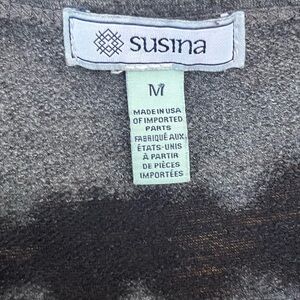 susina
M
MADE IN USA
OF IMPORTED
PARTS
FABRIQUÉ AUX
ÉTATS-UNIS
À PARTIR
DE PIÈCES
IMPORTÉES